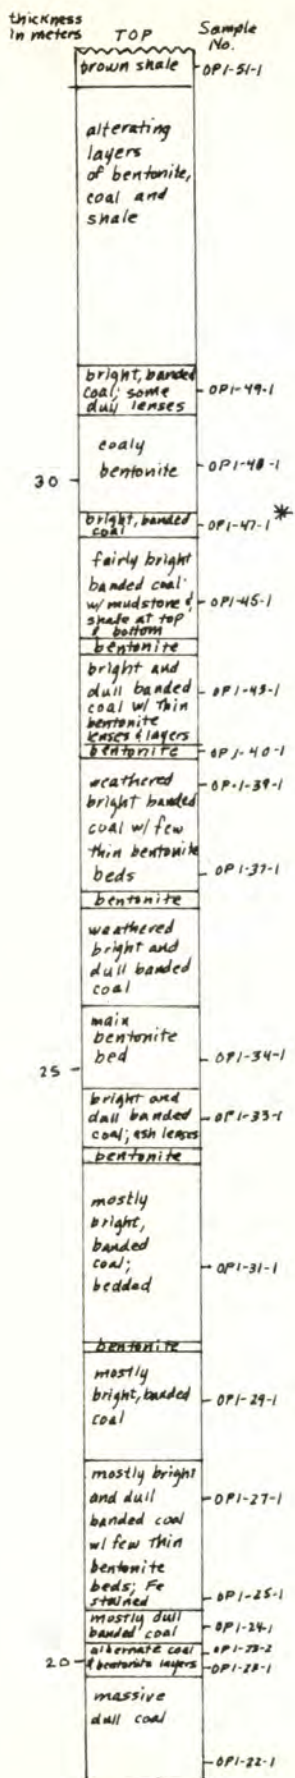 thickness
in meters
TOP
Sample
No.
brown shale
OP1-51-1
alterating
layers
of bentonite,
coal and
shale
bright, banded
coal; some
dull lenses
OP1-49-1
coaly
bentonite
OP1-48-1
30
bright, banded
coal
OP1-47-1 *
fairly bright
banded coal
w/ mudstone &
shale at top
& bottom
OP1-45-1
bentonite
bright and
dull banded
coal w/ thin
bentonite
lenses & layers
OP1-43-1
bentonite
OP1-40-1
weathered
bright banded
coal w/ few
thin bentonite
beds
OP-1-39-1
OP1-37-1
bentonite
weathered
bright and
dull banded
coal
main
bentonite
bed
OP1-34-1
25
bright and
dull banded
coal; ash lenses
OP1-33-1
bentonite
mostly
bright,
banded
coal;
bedded
OP1-31-1
bentonite
mostly
bright, banded
coal
OP1-29-1
mostly bright
and dull
banded coal
w/ few thin
bentonite
beds; Fe
stained
OP1-27-1
OP1-25-1
mostly dull
banded coal
OP1-24-1
alternate coal
& bentonite layers
OP1-23-2
20
OP1-23-1
massive
dull coal
OP1-22-1